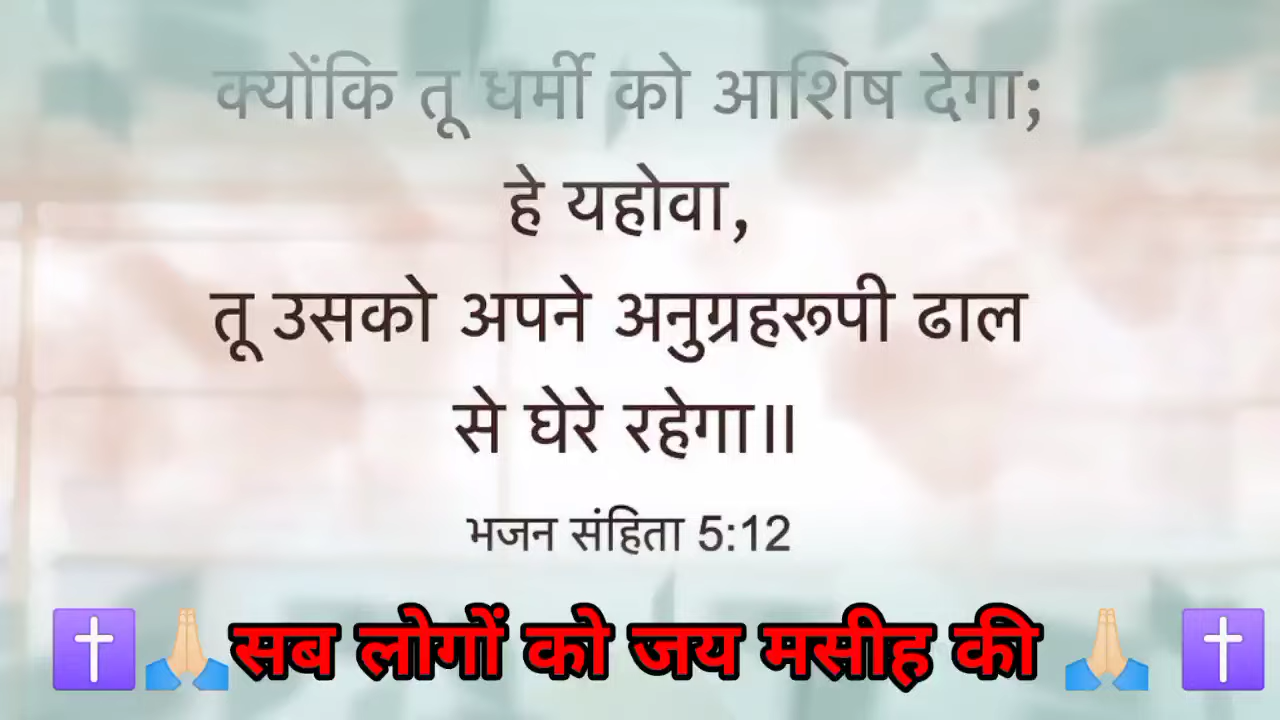 क्योंकि तू धर्मी को आशिष देगा;
हे यहोवा,
तू उसको अपने अनुग्रहरूपी ढाल
से घेरे रहेगा॥
भजन संहिता 5:12
✝️🙏🏻सब लोगों को जय मसीह की 🙏🏻 ✝️